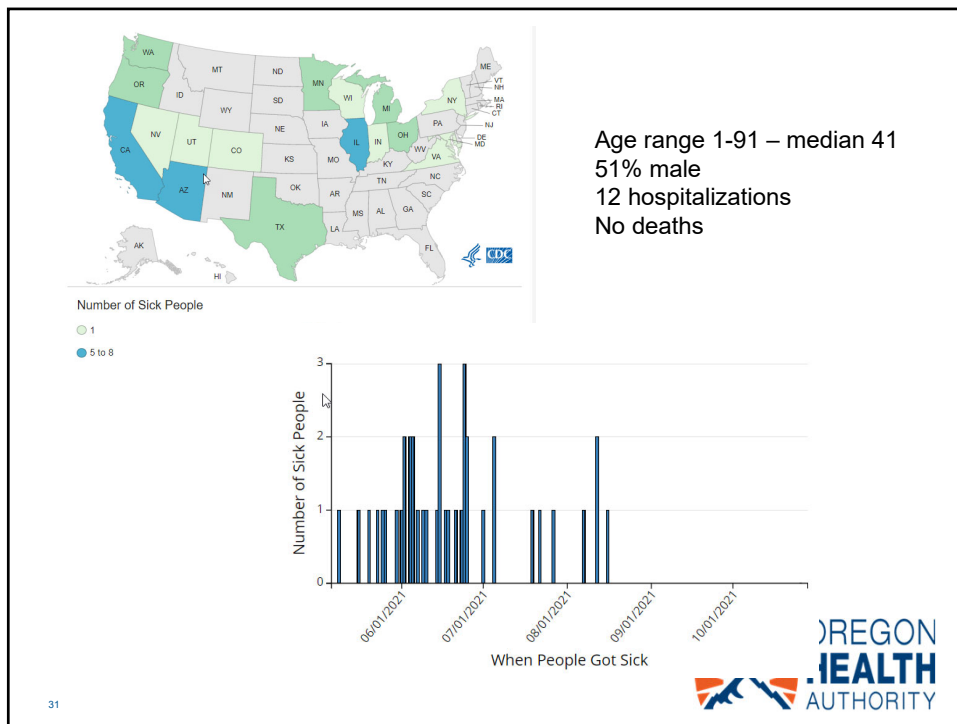 WA
OR
CA
NV
ID
MT
WY
UT
AZ
CO
NM
ND
SD
NE
KS
OK
TX
MN
IA
MO
AR
LA
WI
IL
MS
MI
IN
KY
TN
AL
OH
WV
VA
NC
SC
GA
FL
PA
NY
ME
VT
NH
MA
RI
CT
NJ
DE
MD
AK
HI
CDC
Age range 1-91 – median 41
51% male
12 hospitalizations
No deaths
Number of Sick People
1
5 to 8
Number of Sick People
3
2
1
0
06/01/2021
07/01/2021
08/01/2021
09/01/2021
10/01/2021
When People Got Sick
OREGON
HEALTH
AUTHORITY
31